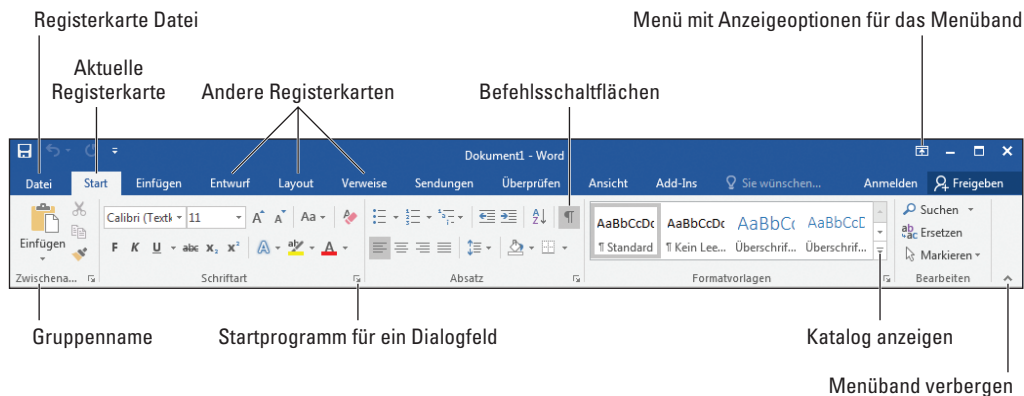 Registerkarte Datei
Menü mit Anzeigeoptionen für das Menüband
Aktuelle
Registerkarte
Andere Registerkarten
Befehlsschaltflächen
Dokument1 - Word
Datei Start Einfügen Entwurf Layout Verweise Sendungen Überprüfen Ansicht Add-Ins Sie wünschen... Anmelden Freigeben
Calibri (Textk 11 A A Aa
AaBbCcDc AaBbCcDc AaBbCc AaBbCcE
Suchen
Einfügen
F K U abc X₂ X² A ab A
¶ Standard ¶ Kein Lee... Überschrif... Überschrif...
Ersetzen
Markieren
Zwischena... Schriftart Absatz Formatvorlagen Bearbeiten
Gruppenname
Startprogramm für ein Dialogfeld
Katalog anzeigen
Menüband verbergen